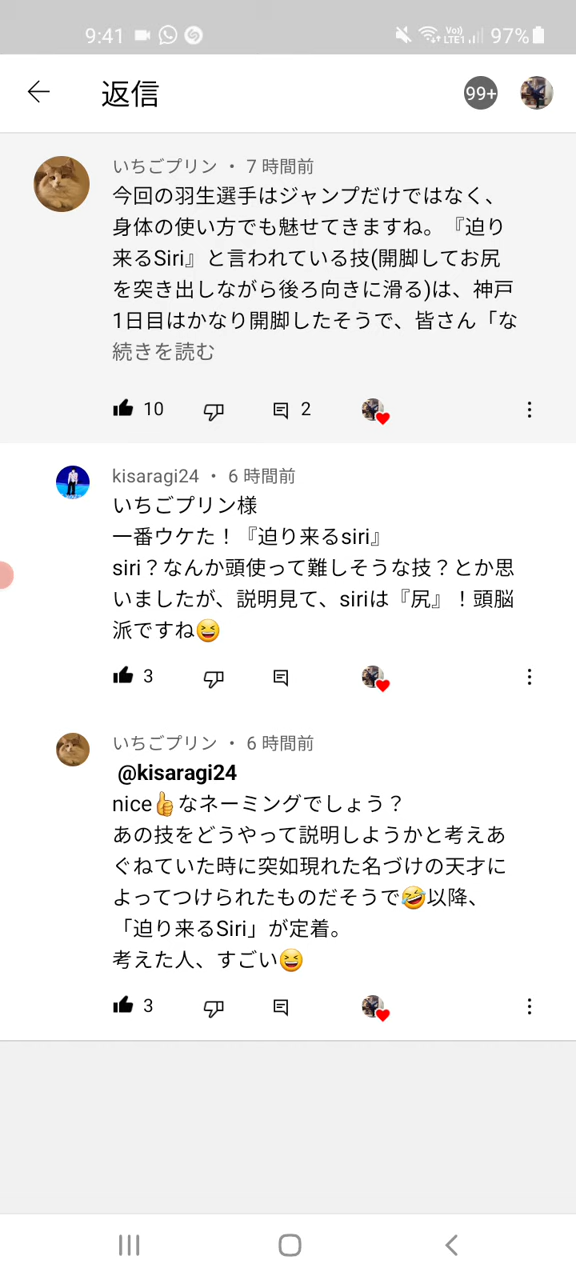 9:41
Vo))
LTE1
97%
返信
99+
いちごプリン・7 時間前
今回の羽生選手はジャンプだけではなく、
身体の使い方でも魅せてきますね。『迫り
来るSiri』と言われている技(開脚してお尻
を突き出しながら後ろ向きに滑る)は、神戸
1日目はかなり開脚したそうで、皆さん「な
続きを読む
10
2
kisaragi24・6 時間前
いちごプリン様
一番ウケた！『迫り来るsiri』
siri？なんか頭使って難しそうな技？とか思
いましたが、説明見て、siriは『尻』！頭脳
派ですね😆
3
いちごプリン・6 時間前
@kisaragi24
nice👍なネーミングでしょう？
あの技をどうやって説明しようかと考えあ
ぐねていた時に突如現れた名づけの天才に
よってつけられたものだそうで🤣以降、
「迫り来るSiri」が定着。
考えた人、すごい😆
3